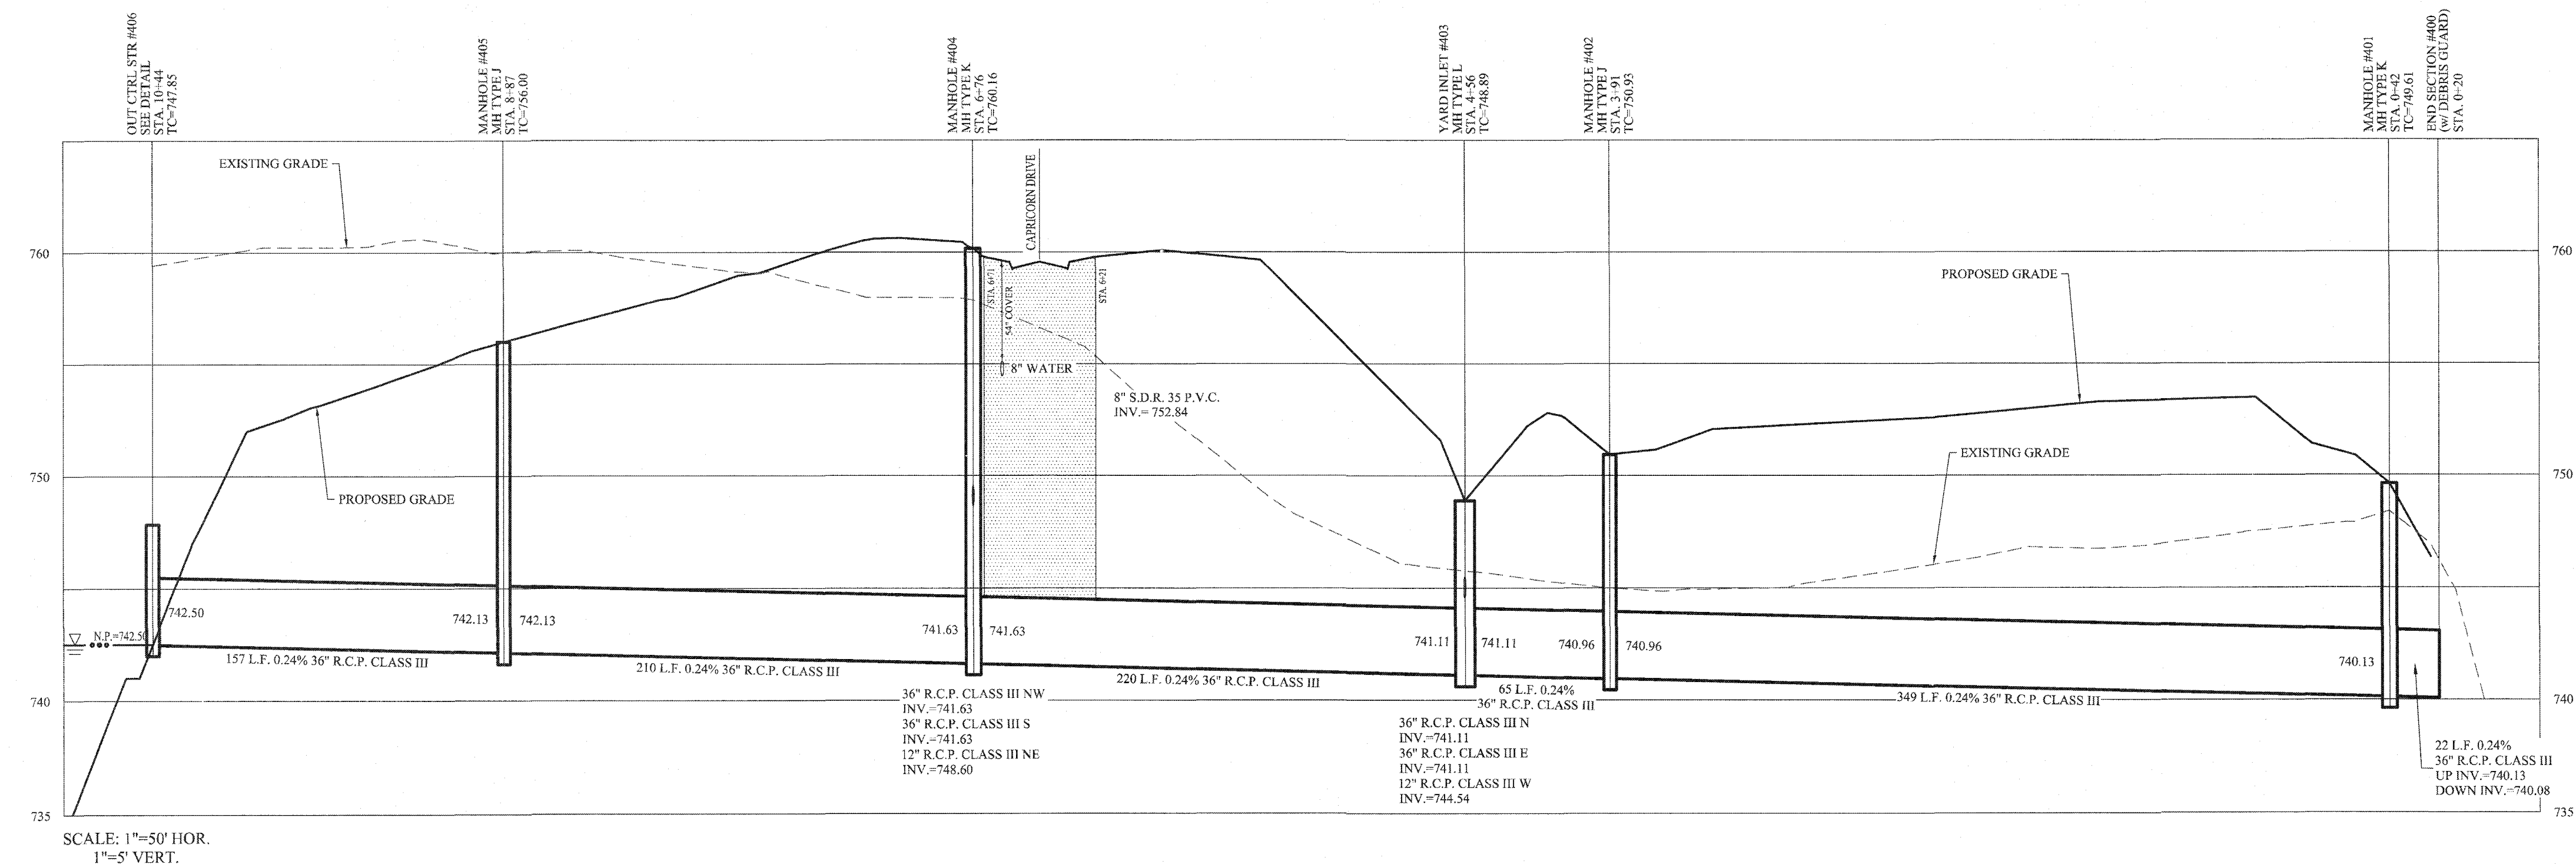 OUT CTRL STR #406
SEE DETAIL
STA. 10+44
TC=747.85
MANHOLE #405
MH TYPE J
STA. 8+87
TC=756.00
MANHOLE #404
MH TYPE K
STA. 6+76
TC=760.16
YARD INLET #403
MH TYPE L
STA. 4+56
TC=748.89
MANHOLE #402
MH TYPE J
STA. 3+91
TC=750.93
MANHOLE #401
MH TYPE K
STA. 0+42
TC=749.61
END SECTION #400
(w/ DEBRIS GUARD)
STA. 0+20
EXISTING GRADE
CAPRICORN DRIVE
760
760
PROPOSED GRADE
STA. 6+71
54" COVER
STA. 6+21
8" WATER
8" S.D.R. 35 P.V.C.
INV.= 752.84
EXISTING GRADE
750
750
PROPOSED GRADE
742.50
N.P.=742.50
742.13
742.13
741.63
741.63
741.11
741.11
740.96
740.96
740.13
157 L.F. 0.24% 36" R.C.P. CLASS III
210 L.F. 0.24% 36" R.C.P. CLASS III
220 L.F. 0.24% 36" R.C.P. CLASS III
65 L.F. 0.24%
36" R.C.P. CLASS III
349 L.F. 0.24% 36" R.C.P. CLASS III
740
740
36" R.C.P. CLASS III NW
INV.=741.63
36" R.C.P. CLASS III S
INV.=741.63
12" R.C.P. CLASS III NE
INV.=748.60
36" R.C.P. CLASS III N
INV.=741.11
36" R.C.P. CLASS III E
INV.=741.11
12" R.C.P. CLASS III W
INV.=744.54
22 L.F. 0.24%
36" R.C.P. CLASS III
UP INV.=740.13
DOWN INV.=740.08
735
735
SCALE: 1"=50' HOR.
1"=5' VERT.